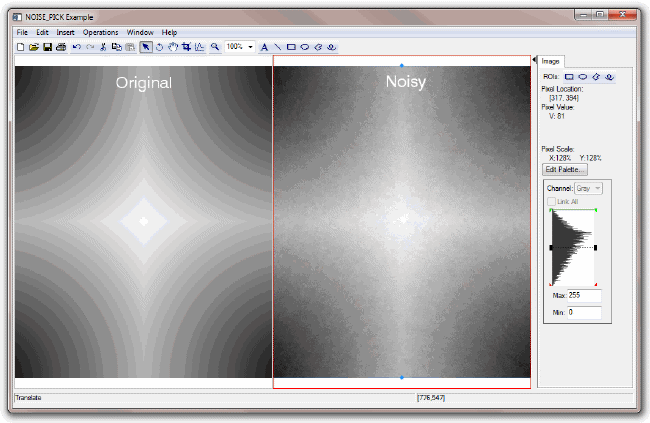 NOISE_PICK Example
File Edit Insert Operations Window Help
100%
Original
Noisy
Image
ROIs:
Pixel Location:
[317, 394]
Pixel Value:
V: 81
Pixel Scale:
X:128% Y:128%
Edit Palette...
Channel: Gray
Link All
Max: 255
Min: 0
Translate
[776,547]